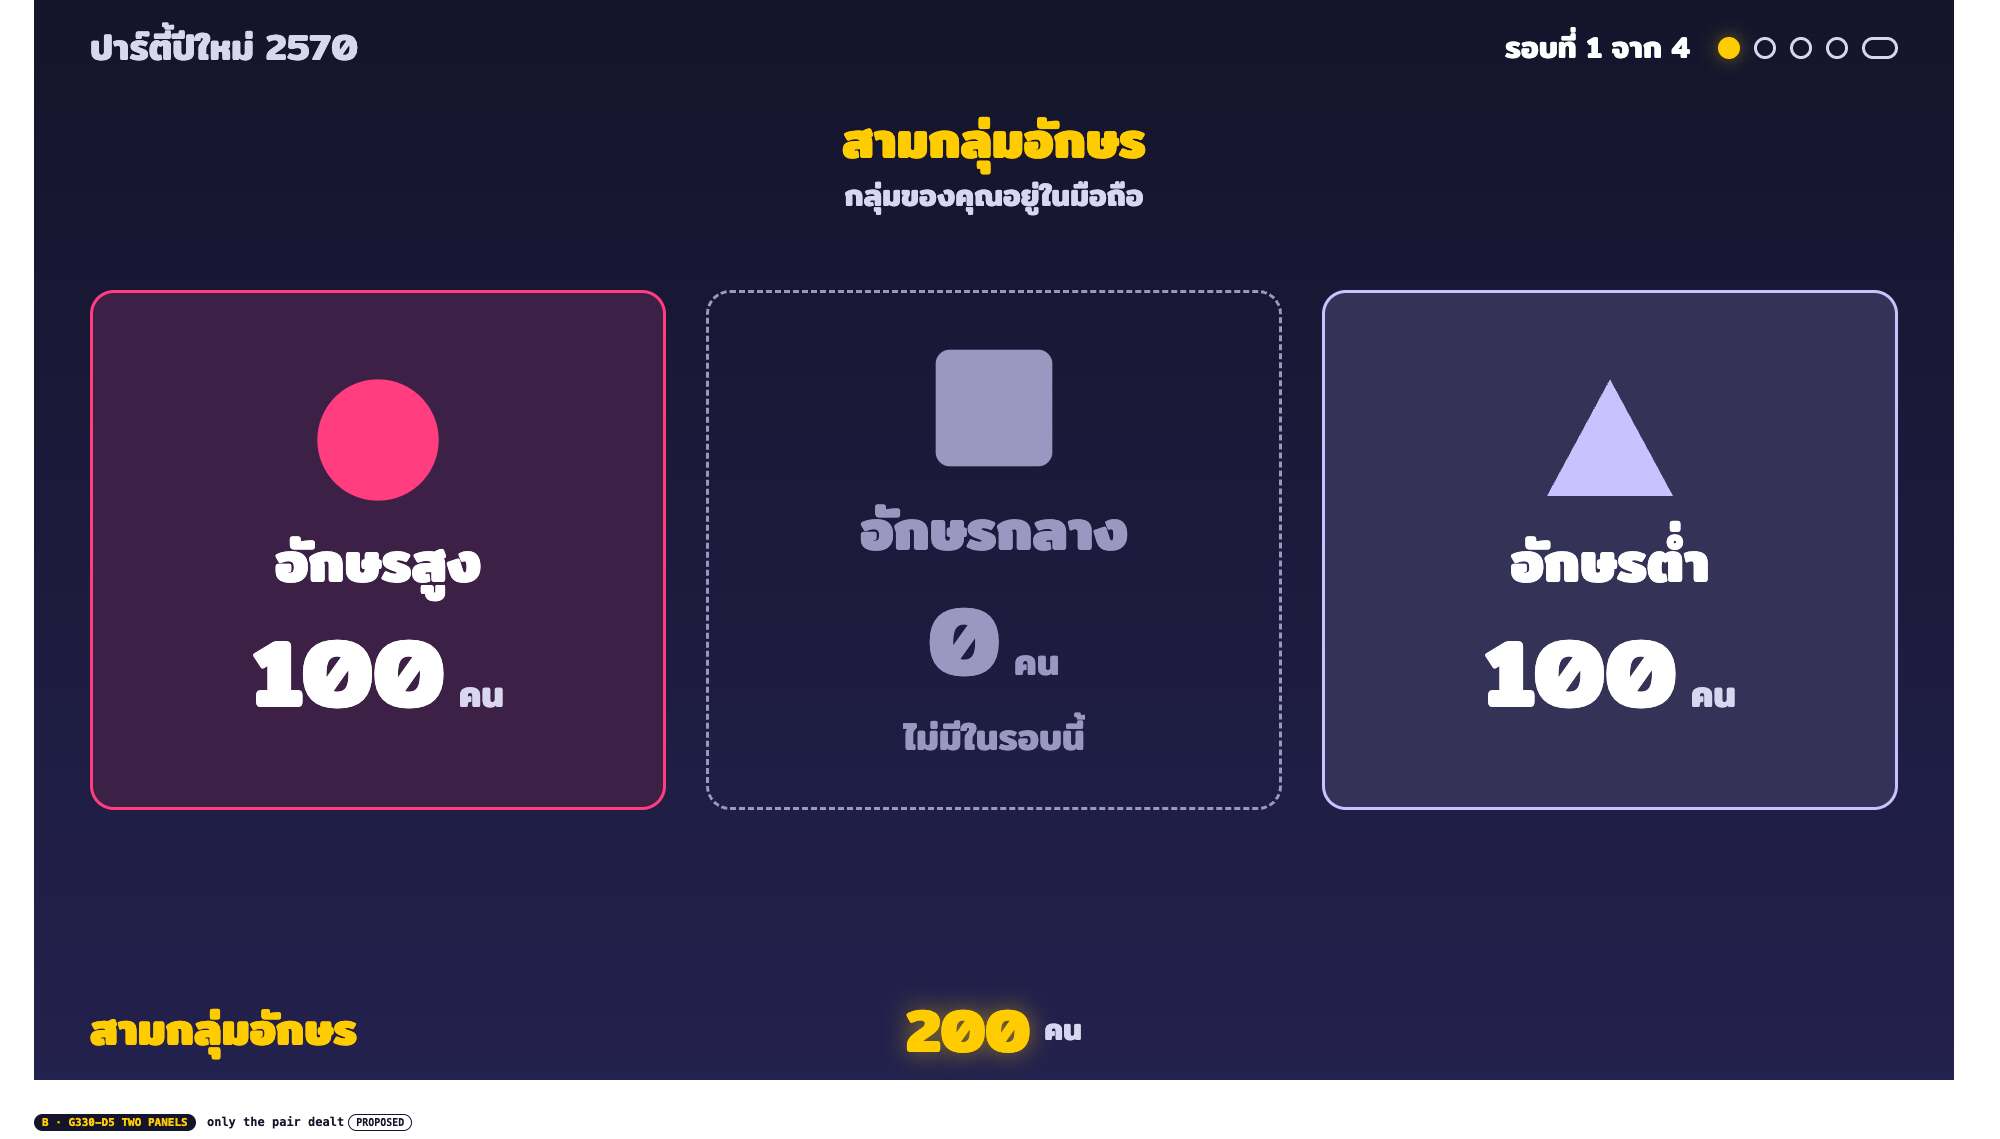 ปาร์ตี้ปีใหม่ 2570
รอบที่ 1 จาก 4
สามกลุ่มอักษร
กลุ่มของคุณอยู่ในมือถือ
อักษรสูง
100 คน
อักษรกลาง
0 คน
ไม่มีในรอบนี้
อักษรต่ำ
100 คน
สามกลุ่มอักษร
200 คน
B · G330-D5 TWO PANELS only the pair dealt PROPOSED